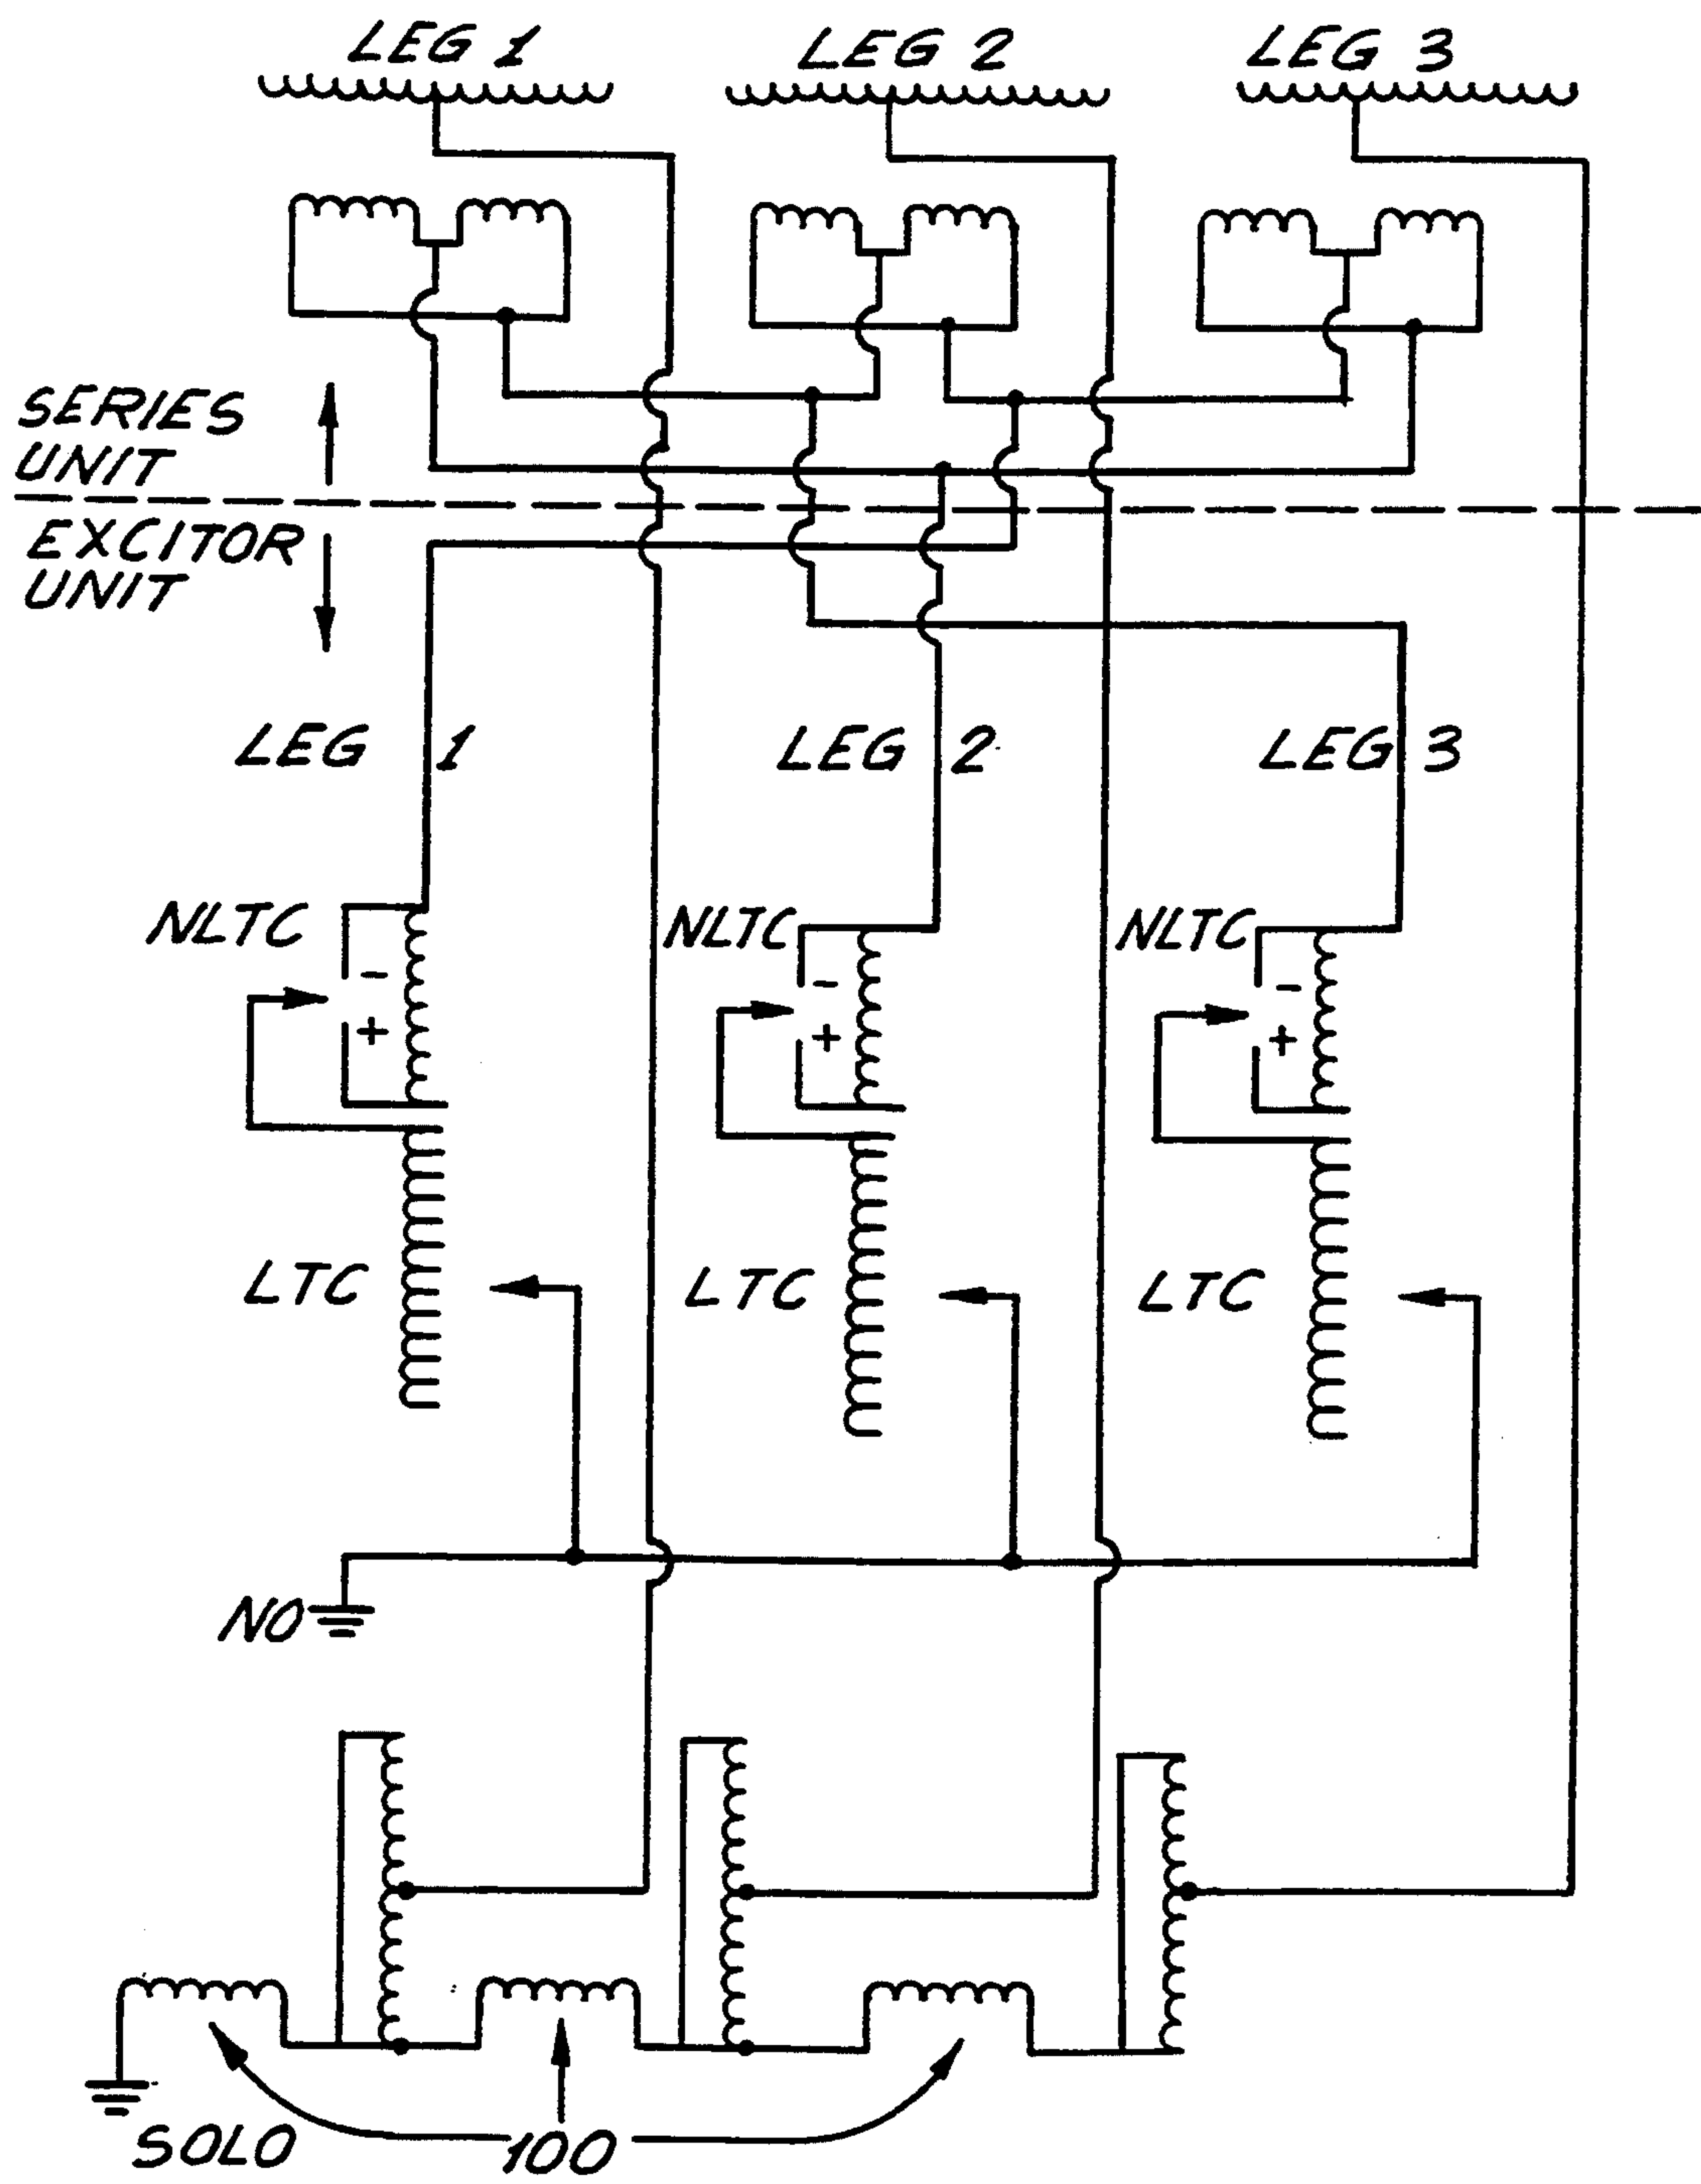 LEG 1
LEG 2
LEG 3
SERIES
UNIT
EXCITOR
UNIT
LEG 1
LEG 2
LEG 3
NLTC
NLTC
NLTC
-
+
-
+
-
+
LTC
LTC
LTC
NO
SOLO
100